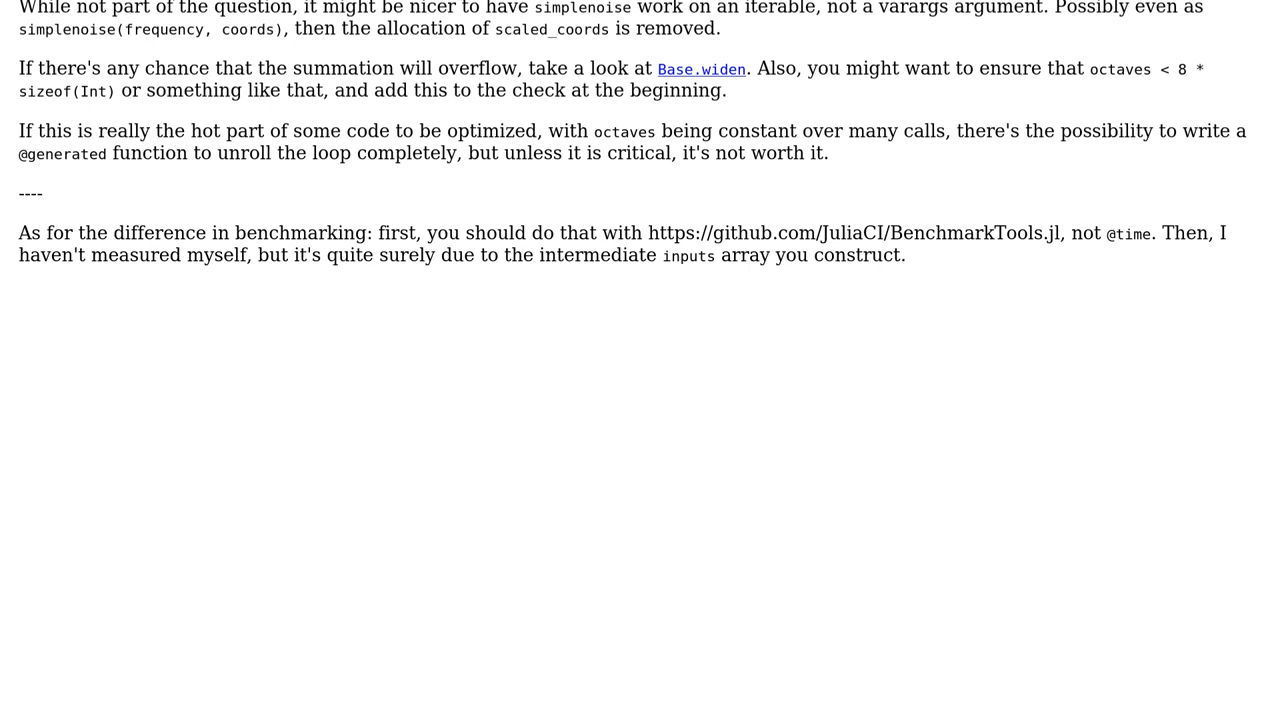 While not part of the question, it might be nicer to have simplenoise work on an iterable, not a varargs argument. Possibly even as
simplenoise(frequency, coords), then the allocation of scaled_coords is removed.
If there's any chance that the summation will overflow, take a look at Base.widen. Also, you might want to ensure that octaves < 8 *
sizeof(Int) or something like that, and add this to the check at the beginning.
If this is really the hot part of some code to be optimized, with octaves being constant over many calls, there's the possibility to write a
@generated function to unroll the loop completely, but unless it is critical, it's not worth it.
----
As for the difference in benchmarking: first, you should do that with https://github.com/JuliaCI/BenchmarkTools.jl, not @time. Then, I
haven't measured myself, but it's quite surely due to the intermediate inputs array you construct.